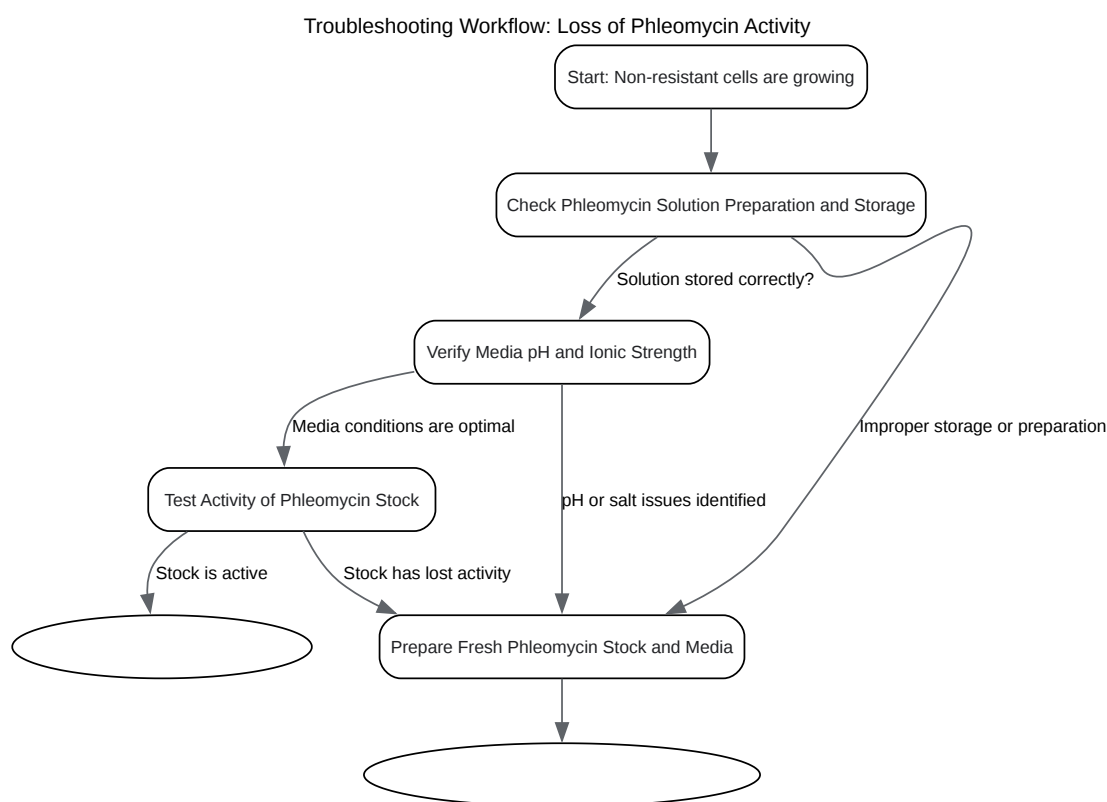 Troubleshooting Workflow: Loss of Phleomycin Activity
Start: Non-resistant cells are growing
Check Phleomycin Solution Preparation and Storage
Solution stored correctly?
Verify Media pH and Ionic Strength
Media conditions are optimal
Improper storage or preparation
Test Activity of Phleomycin Stock
pH or salt issues identified
Stock is active
Stock has lost activity
Prepare Fresh Phleomycin Stock and Media